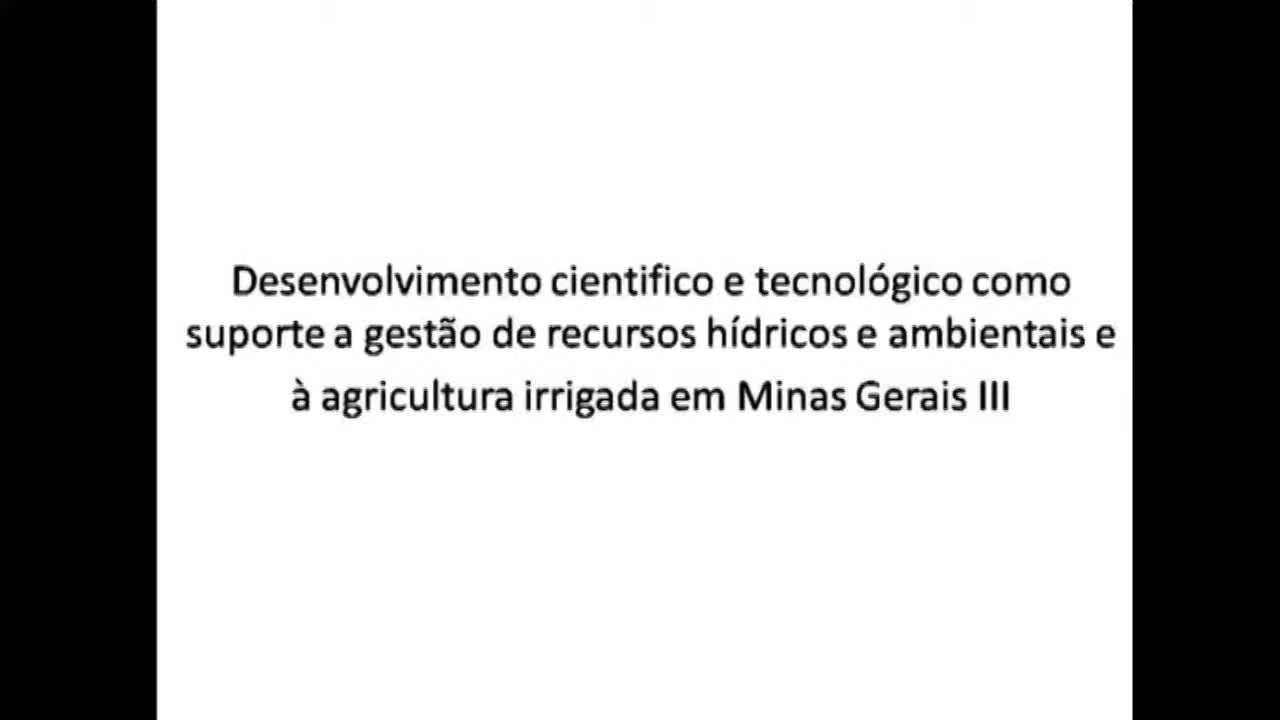 Desenvolvimento cientifico e tecnológico como
suporte a gestão de recursos hídricos e ambientais e
à agricultura irrigada em Minas Gerais III